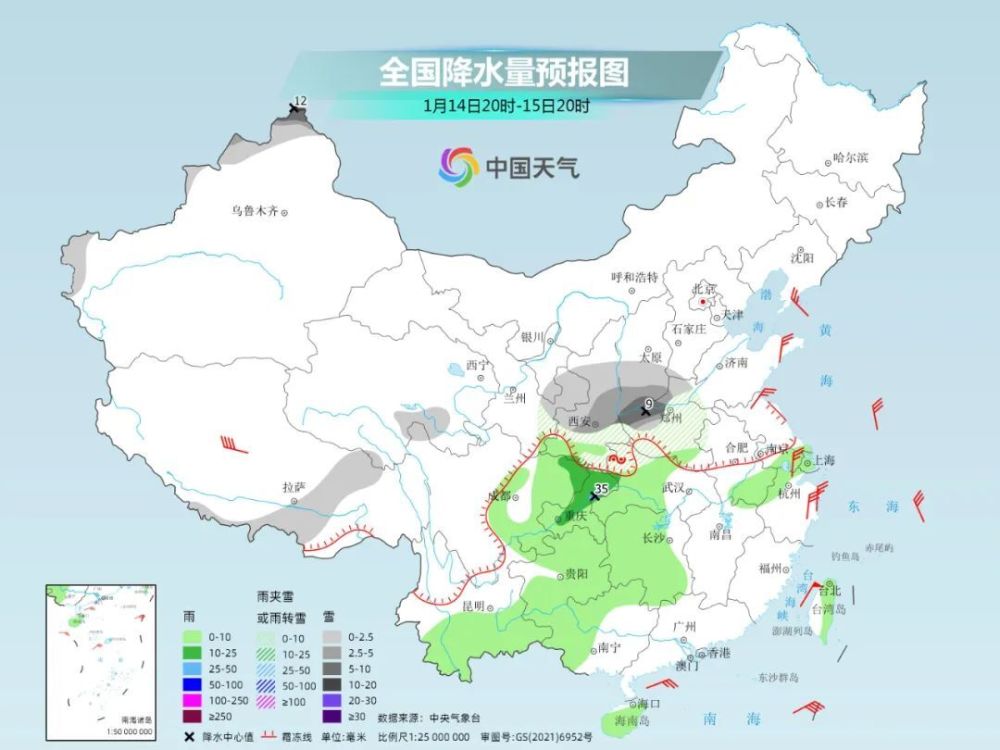 全国降水量预报图
1月14日20时-15日20时
中国天气
12
哈尔滨
长春
乌鲁木齐
沈阳
呼和浩特
北京
天津
渤
海
石家庄
黄
海
银川
太原
济南
西宁
兰州
9
郑州
西安
合肥
南京
上海
成都
35
武汉
杭州
重庆
东 海
南昌
长沙
赤尾屿
钓鱼岛
贵阳
福州
台
湾
海
峡
台北
台湾岛
昆明
澎湖列岛
广州
南宁
香港
澳门
东沙群岛
海口
海南岛
南 海
南海诸岛
1:50 000 000
雨
0-10
10-25
25-50
50-100
100-250
≥250
雨夹雪
或雨转雪
0-10
10-25
25-50
50-100
≥100
雪
0-2.5
2.5-5
5-10
10-20
20-30
≥30
数据来源：中央气象台
降水中心值 霜冻线 单位:毫米 比例尺1:25 000 000 审图号:GS(2021)6952号